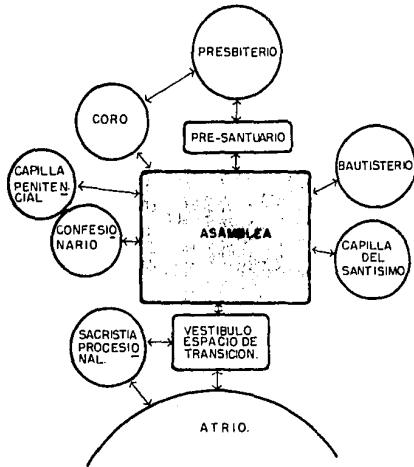 PRESBITERIO
CORO
PRE-SANTUARIO
CAPILLA
PENITEN-
CIAL
BAUTISTERIO
ASAMBLEA
CONFESIO
NARIO
CAPILLA
DEL
SANTISIMO
VESTIBULO
ESPACIO DE
TRANSICION.
SACRISTIA
PROCESIO
NAL.
ATRIO.